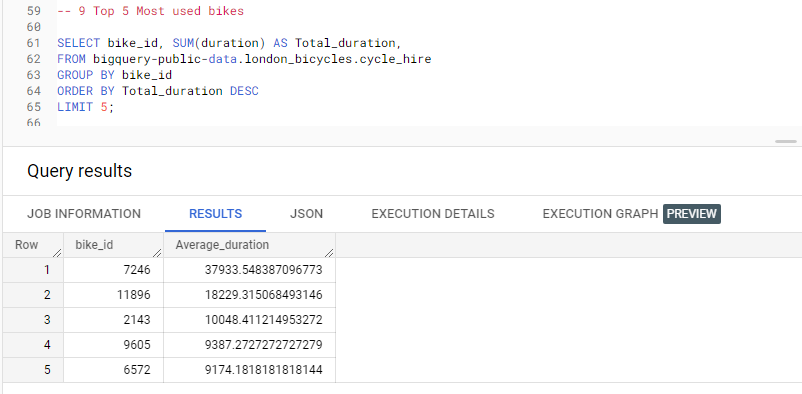 59 -- 9 Top 5 Most used bikes
60
61 SELECT bike_id, SUM(duration) AS Total_duration,
62 FROM bigquery-public-data.london_bicycles.cycle_hire
63 GROUP BY bike_id
64 ORDER BY Total_duration DESC
65 LIMIT 5;
66
Query results
JOB INFORMATION RESULTS JSON EXECUTION DETAILS EXECUTION GRAPH PREVIEW
Row bike_id Average_duration
1 7246 37933.548387096773
2 11896 18229.315068493146
3 2143 10048.411214953272
4 9605 9387.2727272727279
5 6572 9174.1818181818144